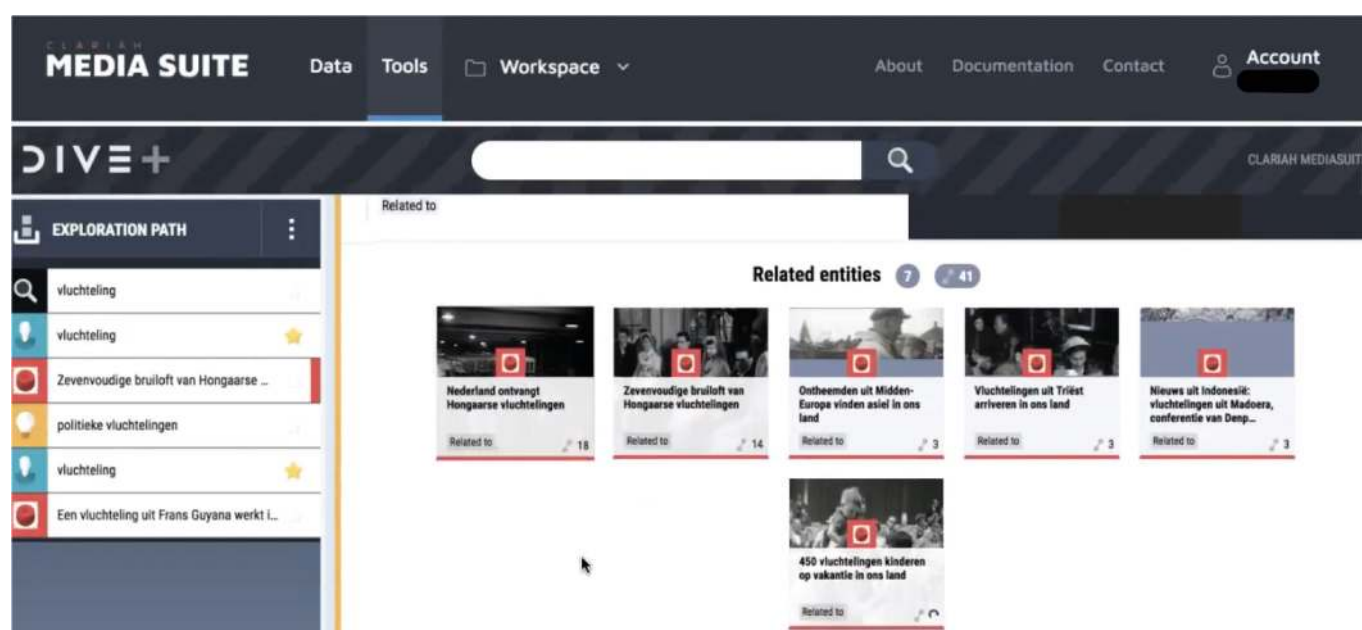 CLARIAH
MEDIA SUITE
Data
Tools
Workspace
About
Documentation
Contact
Account
DIVE+
CLARIAH MEDIASUIT
EXPLORATION PATH
vluchteling
vluchteling
Zevenvoudige bruiloft van Hongaarse ...
politieke vluchtelingen
vluchteling
Een vluchteling uit Frans Guyana werkt i...
Related to
Related entities 7 41
Nederland ontvangt
Hongaarse vluchtelingen
Related to 18
Zevenvoudige bruiloft van
Hongaarse vluchtelingen
Related to 14
Ontheemden uit Midden-
Europa vinden asiel in ons
land
Related to 3
Vluchtelingen uit Triëst
arriveren in ons land
Related to 3
Nieuws uit Indonesië:
vluchtelingen uit Madoera,
conferentie van Denp...
Related to 3
450 vluchtelingen kinderen
op vakantie in ons land
Related to